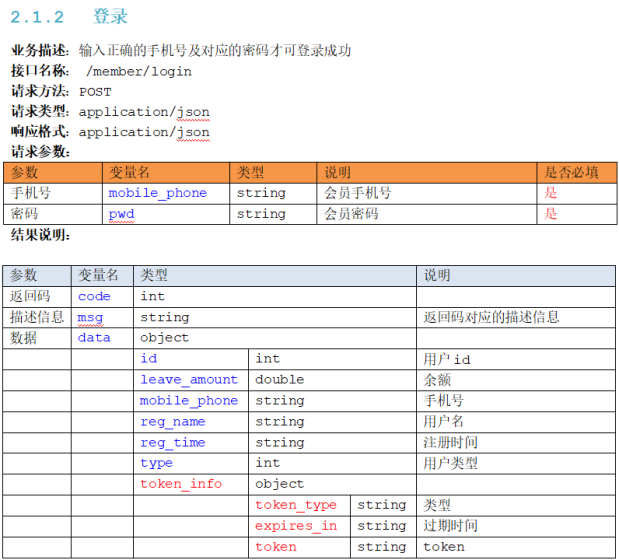 2.1.2 登录
业务描述：输入正确的手机号及对应的密码才可登录成功
接口名称： /member/login
请求方法：POST
请求类型：application/json
响应格式：application/json
请求参数：
参数 变量名 类型 说明 是否必填
手机号 mobile_phone string 会员手机号 是
密码 pwd string 会员密码 是
结果说明：
参数 变量名 类型 说明
返回码 code int
描述信息 msg string 返回码对应的描述信息
数据 data object
id int 用户 id
leave_amount double 余额
mobile_phone string 手机号
reg_name string 用户名
reg_time string 注册时间
type int 用户类型
token_info object
token_type string 类型
expires_in string 过期时间
token string token